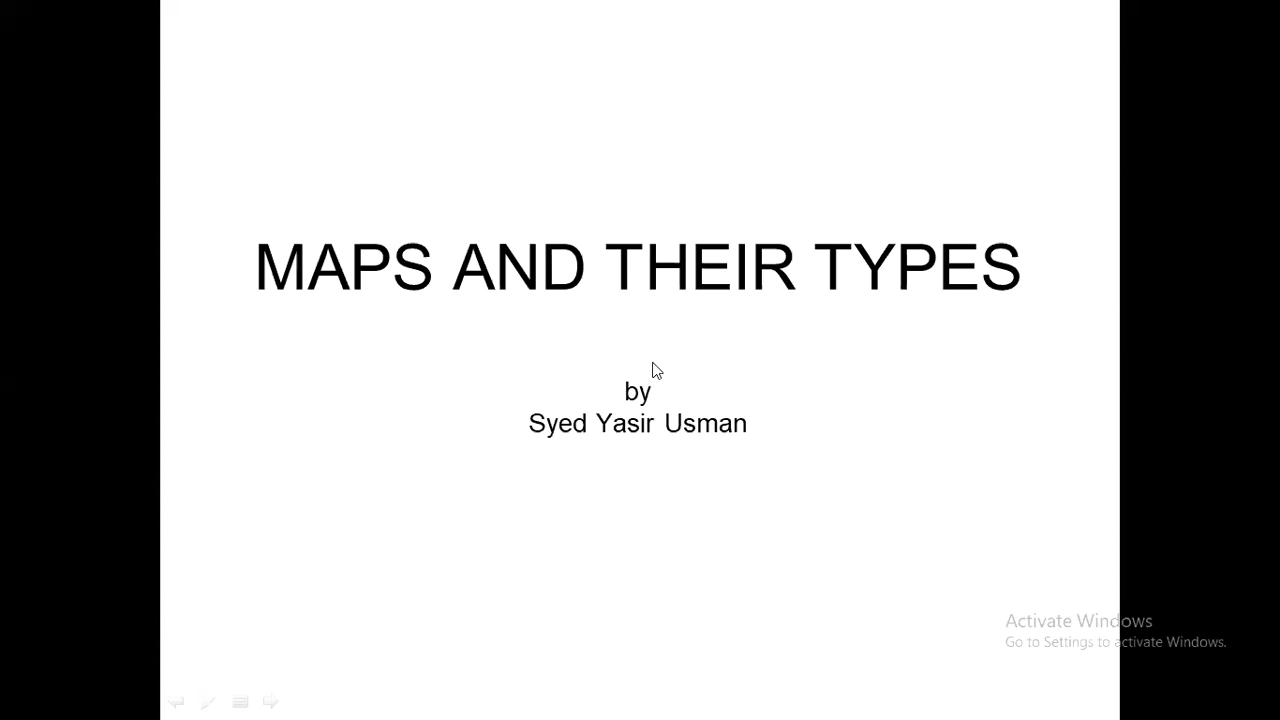 MAPS AND THEIR TYPES
by
Syed Yasir Usman
Activate Windows
Go to Settings to activate Windows.